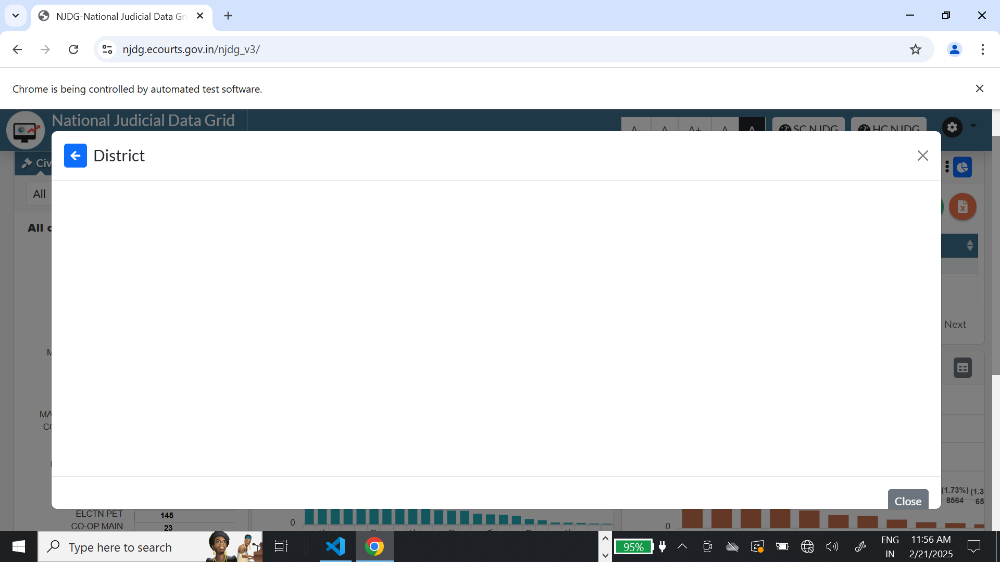 NJDG-National Judicial Data Gri
njdg.ecourts.gov.in/njdg_v3/
Chrome is being controlled by automated test software.
National Judicial Data Grid
A- A A+ A A SC NJDG HC NJDG
District
Civ
All
All c
Next
M
MA
CO
Close
(1.73%) (1.3
8564 65
ELCTN PET 145
CO-OP MAIN 23
0
0
Type here to search
95%
ENG
IN
11:56 AM
2/21/2025